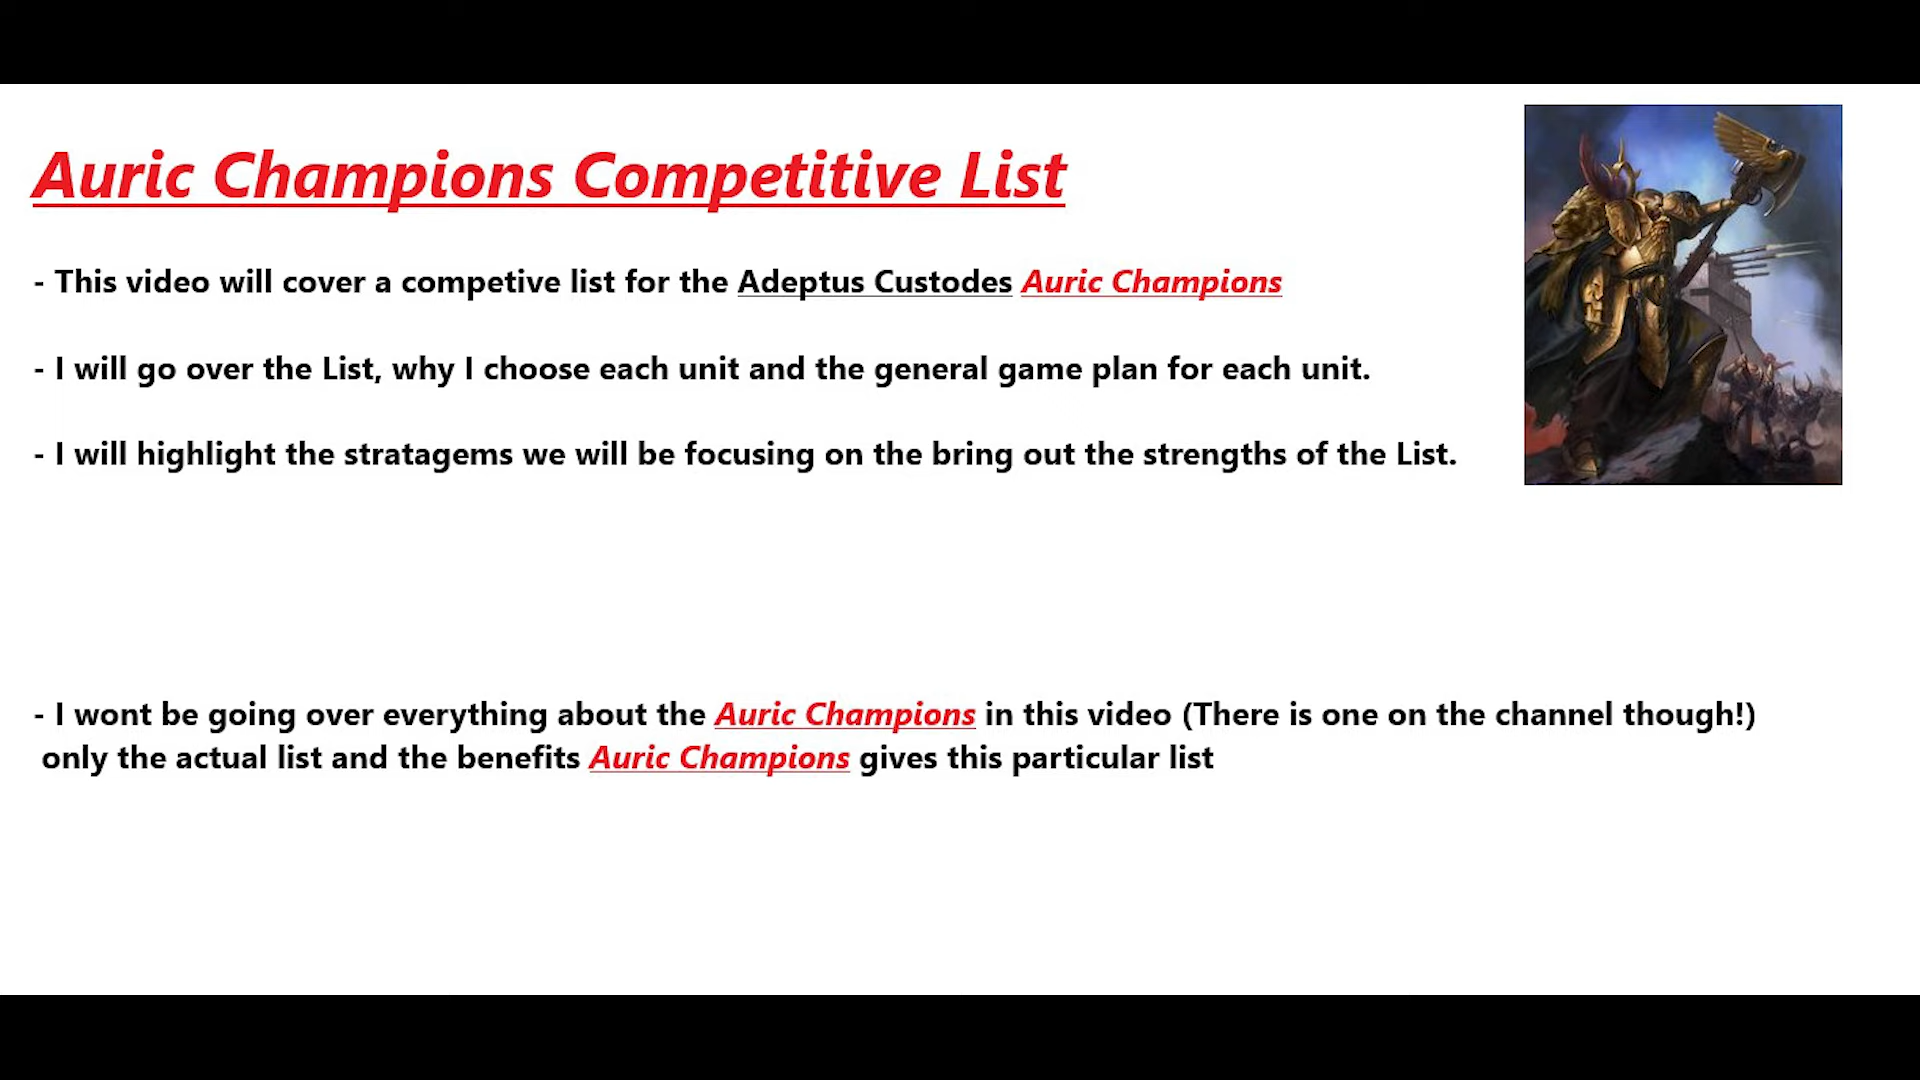 Auric Champions Competitive List
- This video will cover a competive list for the Adeptus Custodes Auric Champions
- I will go over the List, why I choose each unit and the general game plan for each unit.
- I will highlight the stratagems we will be focusing on the bring out the strengths of the List.
- I wont be going over everything about the Auric Champions in this video (There is one on the channel though!)
only the actual list and the benefits Auric Champions gives this particular list